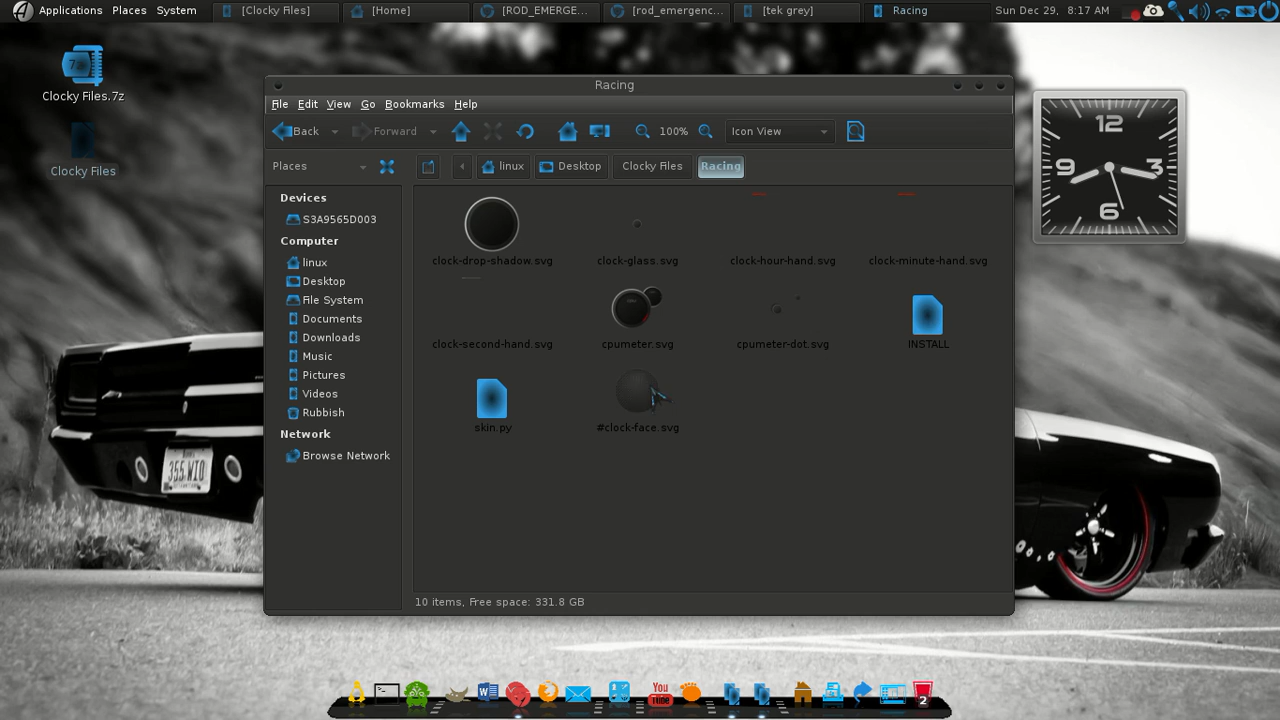 Applications Places System [Clocky Files] [Home] [ROD_EMERGE... [rod_emergenc... [tek grey] Racing Sun Dec 29, 8:17 AM
Clocky Files.7z
Clocky Files
Racing
File Edit View Go Bookmarks Help
Back Forward 100% Icon View
Places linux Desktop Clocky Files Racing
Devices
S3A9565D003
Computer
linux
Desktop
File System
Documents
Downloads
Music
Pictures
Videos
Rubbish
Network
Browse Network
clock-drop-shadow.svg clock-glass.svg clock-hour-hand.svg clock-minute-hand.svg
clock-second-hand.svg cpumeter.svg cpumeter-dot.svg INSTALL
skin.py #clock-face.svg
10 items, Free space: 331.8 GB
12
9 3
6
355 WIO
You
Tube
2